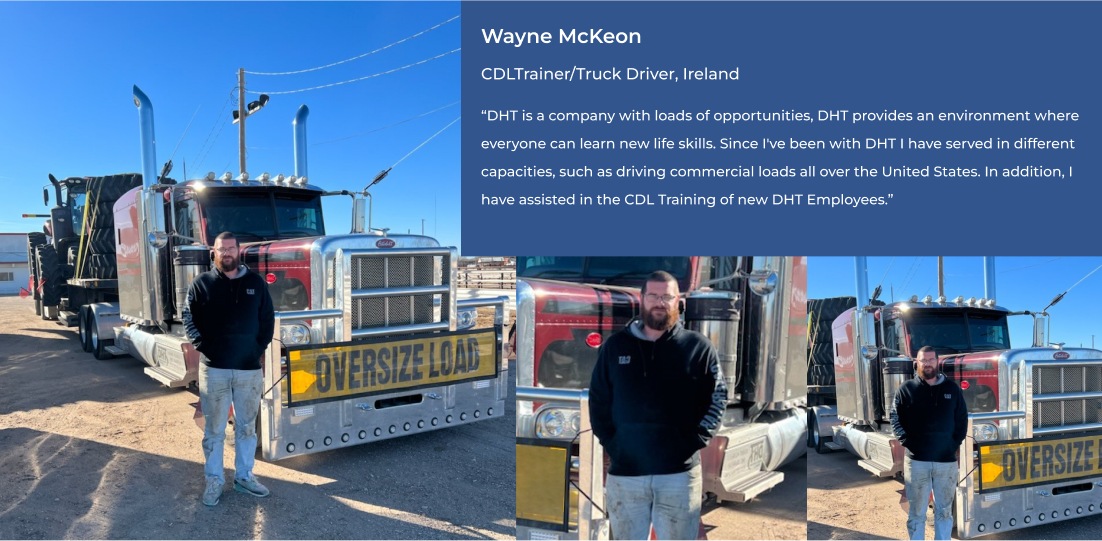 Wayne McKeon
CDLTrainer/Truck Driver, Ireland
“DHT is a company with loads of opportunities, DHT provides an environment where
everyone can learn new life skills. Since I've been with DHT I have served in different
capacities, such as driving commercial loads all over the United States. In addition, I
have assisted in the CDL Training of new DHT Employees.”
OVERSIZE LOAD
OVERSIZE